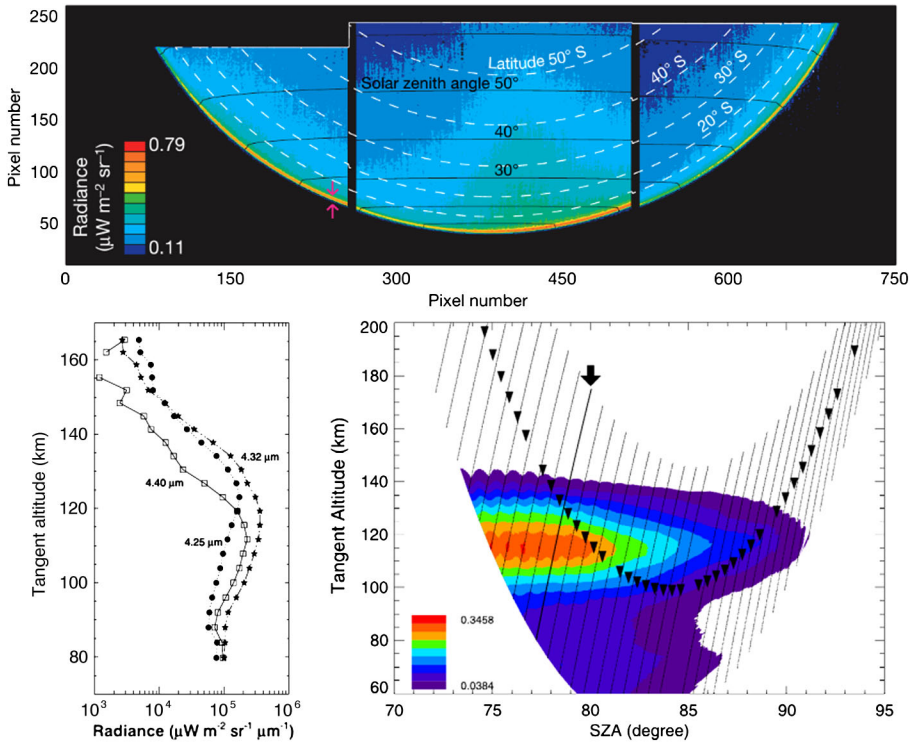 250
200
150
100
50
Pixel number
Latitude 50° S
40° S
30° S
20° S
Solar zenith angle 50°
40°
30°
0.79
0.11
Radiance
(µW m⁻² sr⁻¹)
0
150
300
450
600
750
Pixel number
160
140
120
100
80
Tangent altitude (km)
4.32 µm
4.40 µm
4.25 µm
10³
10⁴
10⁵
10⁶
Radiance (µW m⁻² sr⁻¹ µm⁻¹)
200
180
160
140
120
100
80
60
Tangent Altitude (km)
0.3458
0.0384
70
75
80
85
90
95
SZA (degree)